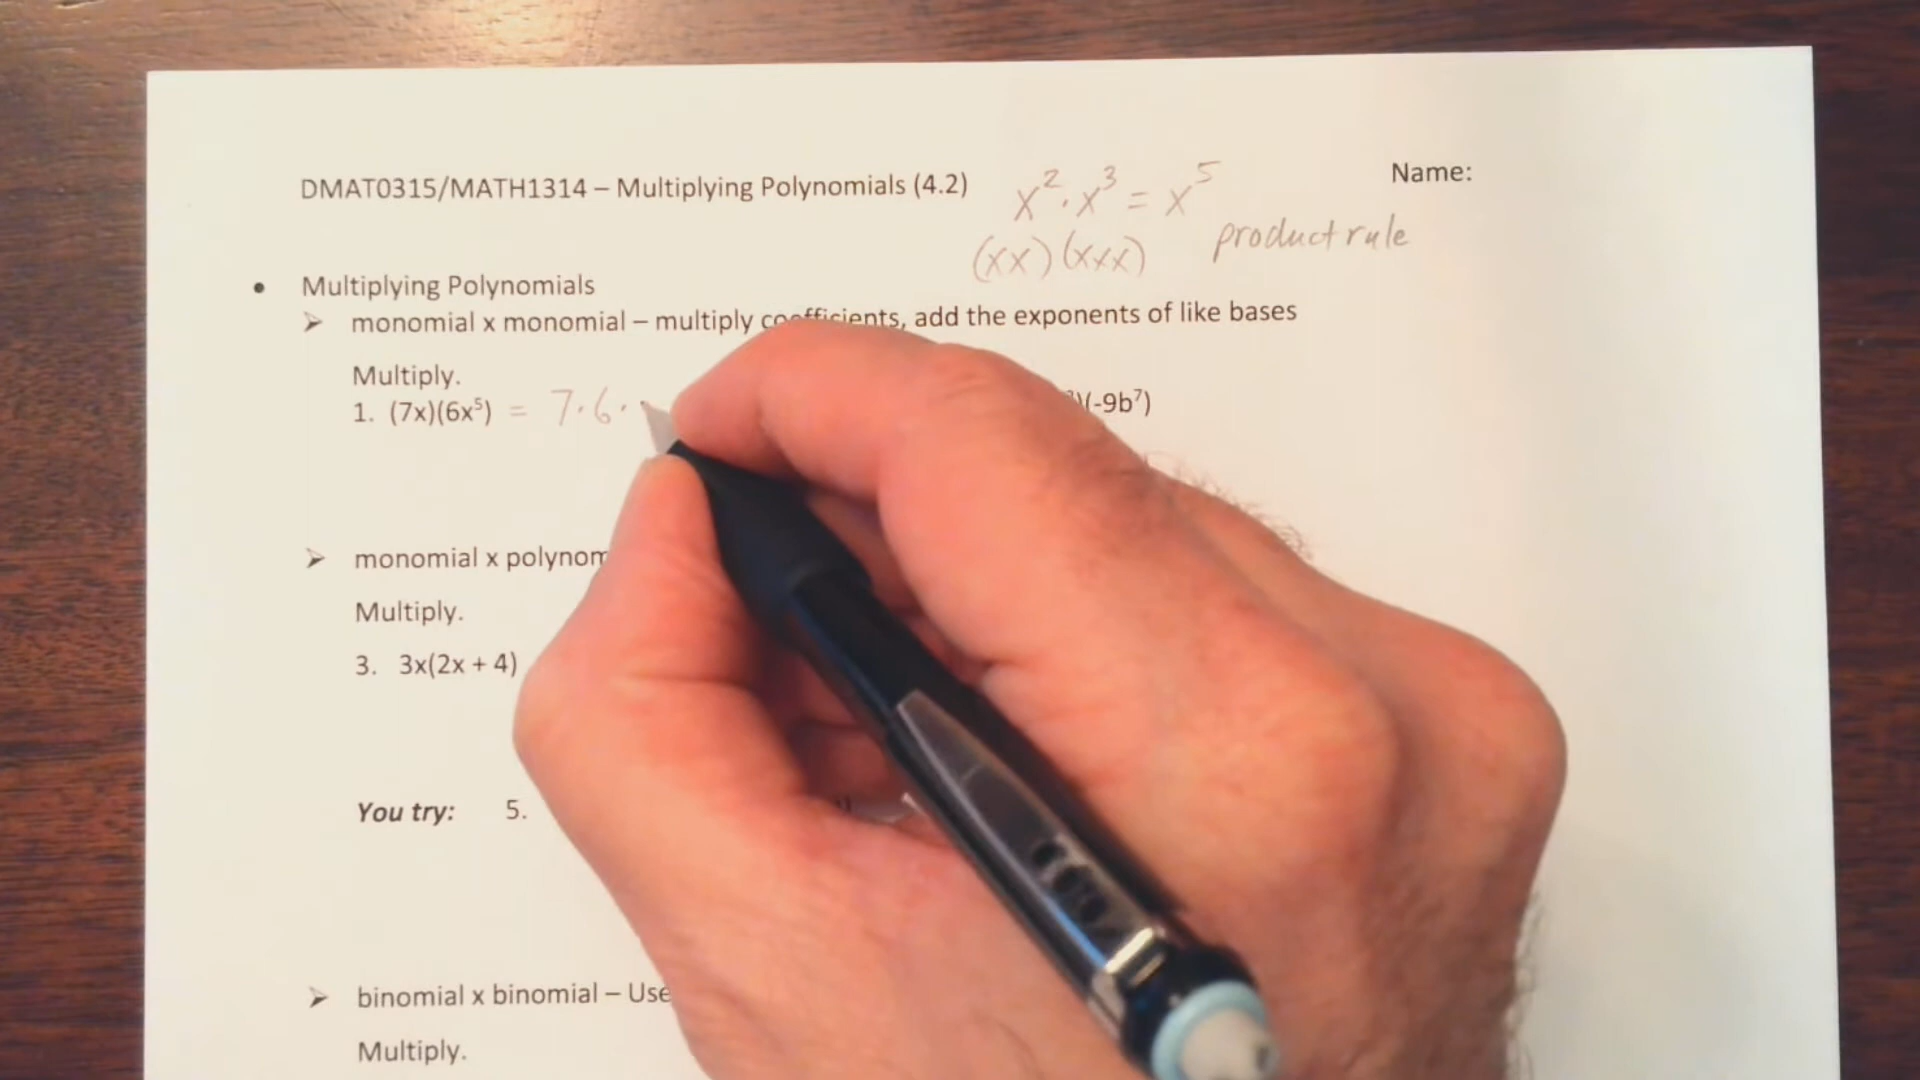 DMAT0315/MATH1314 – Multiplying Polynomials (4.2)
x² · x³ = x⁵
Name:
(xx)(xxx) product rule
• Multiplying Polynomials
➢ monomial x monomial – multiply coefficients, add the exponents of like bases
Multiply.
1. (7x)(6x⁵) = 7·6· )(-9b⁷)
➢ monomial x polynom
Multiply.
3. 3x(2x + 4)
You try: 5.
➢ binomial x binomial – Use
Multiply.